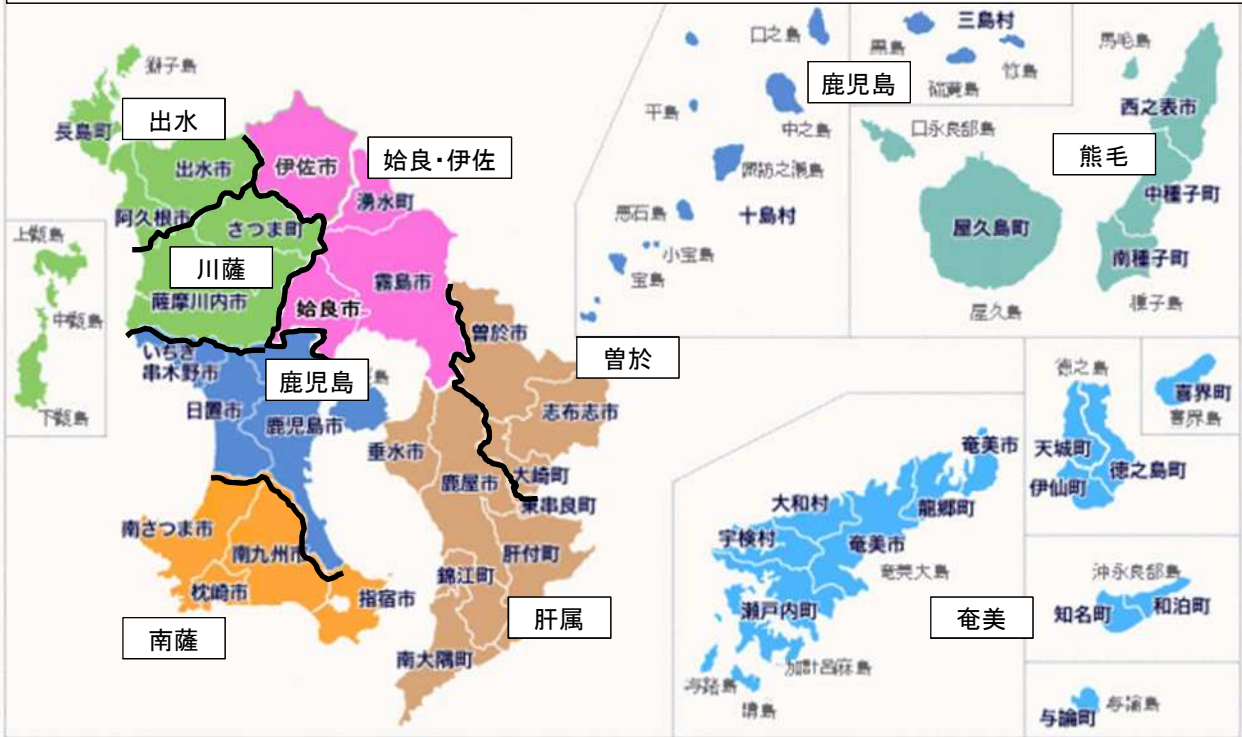 獅子島
長島町
出水
出水市
阿久根市
伊佐市
姶良・伊佐
湧水町
さつま町
川薩
薩摩川内市
霧島市
姶良市
上甑島
中甑島
下甑島
いちき
串木野市
日置市
鹿児島
鹿児島市
島
曽於市
曽於
志布志市
大崎町
東串良町
垂水市
鹿屋市
肝付町
錦江町
肝属
南大隅町
南さつま市
南九州市
枕崎市
指宿市
南薩
口之島
平島
中之島
諏訪之瀬島
悪石島
十島村
小宝島
宝島
鹿児島
三島村
黒島
硫黄島
竹島
馬毛島
西之表市
口永良部島
熊毛
中種子町
屋久島町
南種子町
屋久島
種子島
奄美市
大和村
龍郷町
宇検村
奄美市
奄美大島
瀬戸内町
加計呂麻島
与路島
請島
奄美
徳之島
天城町
徳之島町
伊仙町
喜界町
喜界島
沖永良部島
知名町
和泊町
与論町
与論島